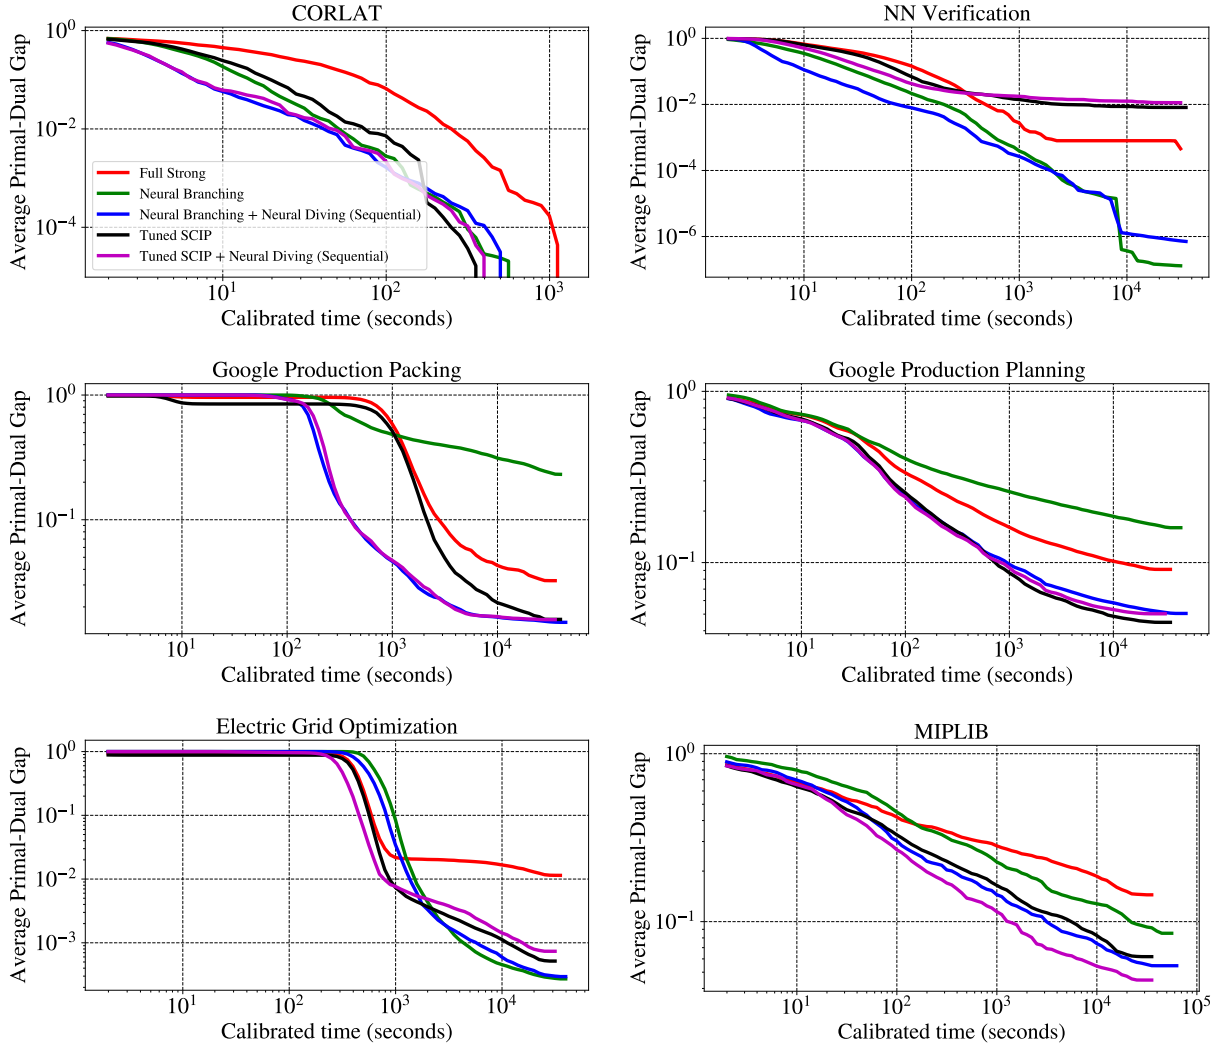 CORLAT
Average Primal-Dual Gap
10^0
10^-2
10^-4
Full Strong
Neural Branching
Neural Branching + Neural Diving (Sequential)
Tuned SCIP
Tuned SCIP + Neural Diving (Sequential)
10^1 10^2 10^3
Calibrated time (seconds)
NN Verification
Average Primal-Dual Gap
10^0
10^-2
10^-4
10^-6
10^1 10^2 10^3 10^4
Calibrated time (seconds)
Google Production Packing
Average Primal-Dual Gap
10^0
10^-1
10^1 10^2 10^3 10^4
Calibrated time (seconds)
Google Production Planning
Average Primal-Dual Gap
10^0
10^-1
10^1 10^2 10^3 10^4
Calibrated time (seconds)
Electric Grid Optimization
Average Primal-Dual Gap
10^0
10^-1
10^-2
10^-3
10^1 10^2 10^3 10^4
Calibrated time (seconds)
MIPLIB
Average Primal-Dual Gap
10^0
10^-1
10^1 10^2 10^3 10^4 10^5
Calibrated time (seconds)